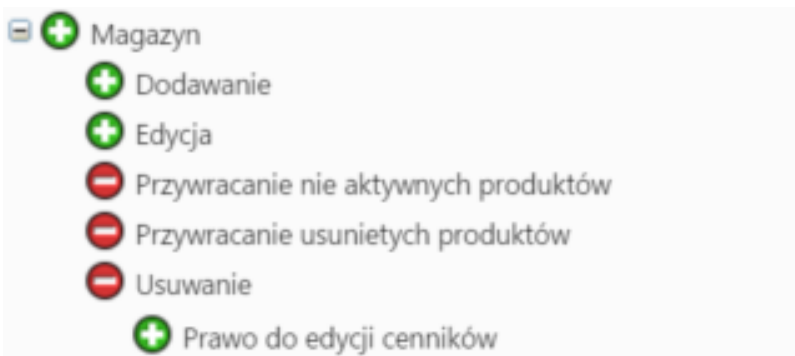 Magazyn
Dodawanie
Edycja
Przywracanie nie aktywnych produktów
Przywracanie usunietych produktów
Usuwanie
Prawo do edycji cenników